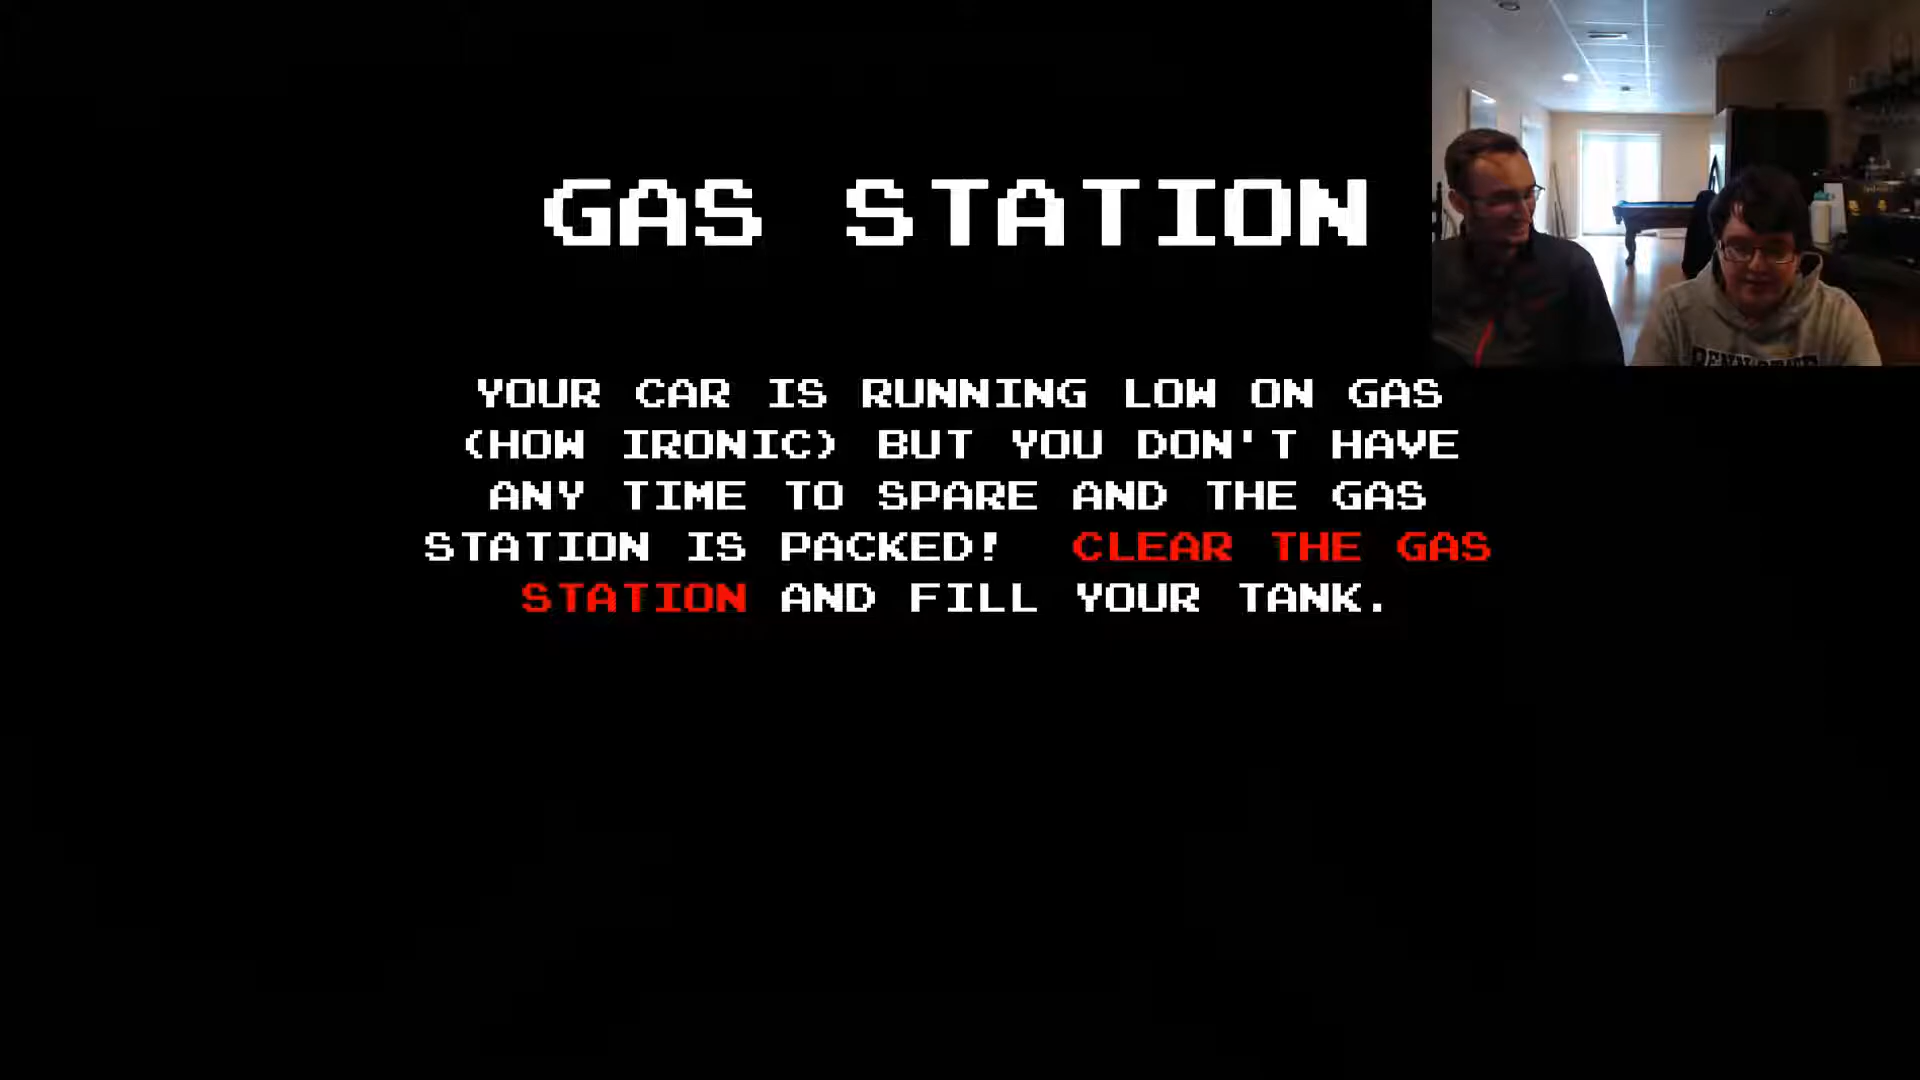 GAS STATION
YOUR CAR IS RUNNING LOW ON GAS
(HOW IRONIC) BUT YOU DON'T HAVE
ANY TIME TO SPARE AND THE GAS
STATION IS PACKED! CLEAR THE GAS
STATION AND FILL YOUR TANK.